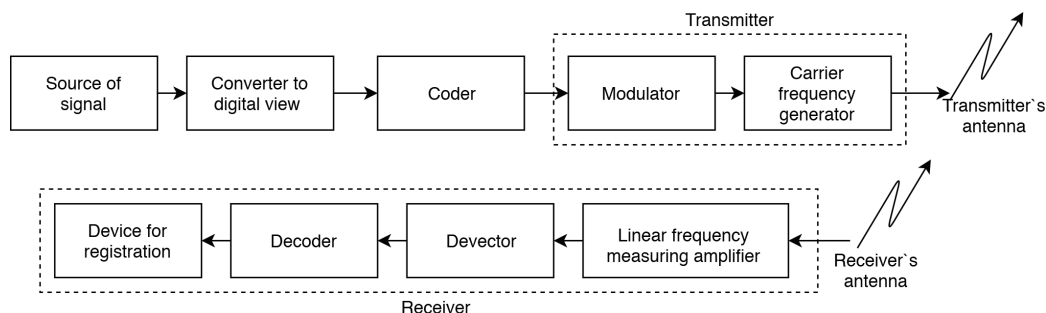 Transmitter
Source of
signal
Converter to
digital view
Coder
Modulator
Carrier
frequency
generator
Transmitter`s
antenna
Device for
registration
Decoder
Devector
Linear frequency
measuring amplifier
Receiver`s
antenna
Receiver